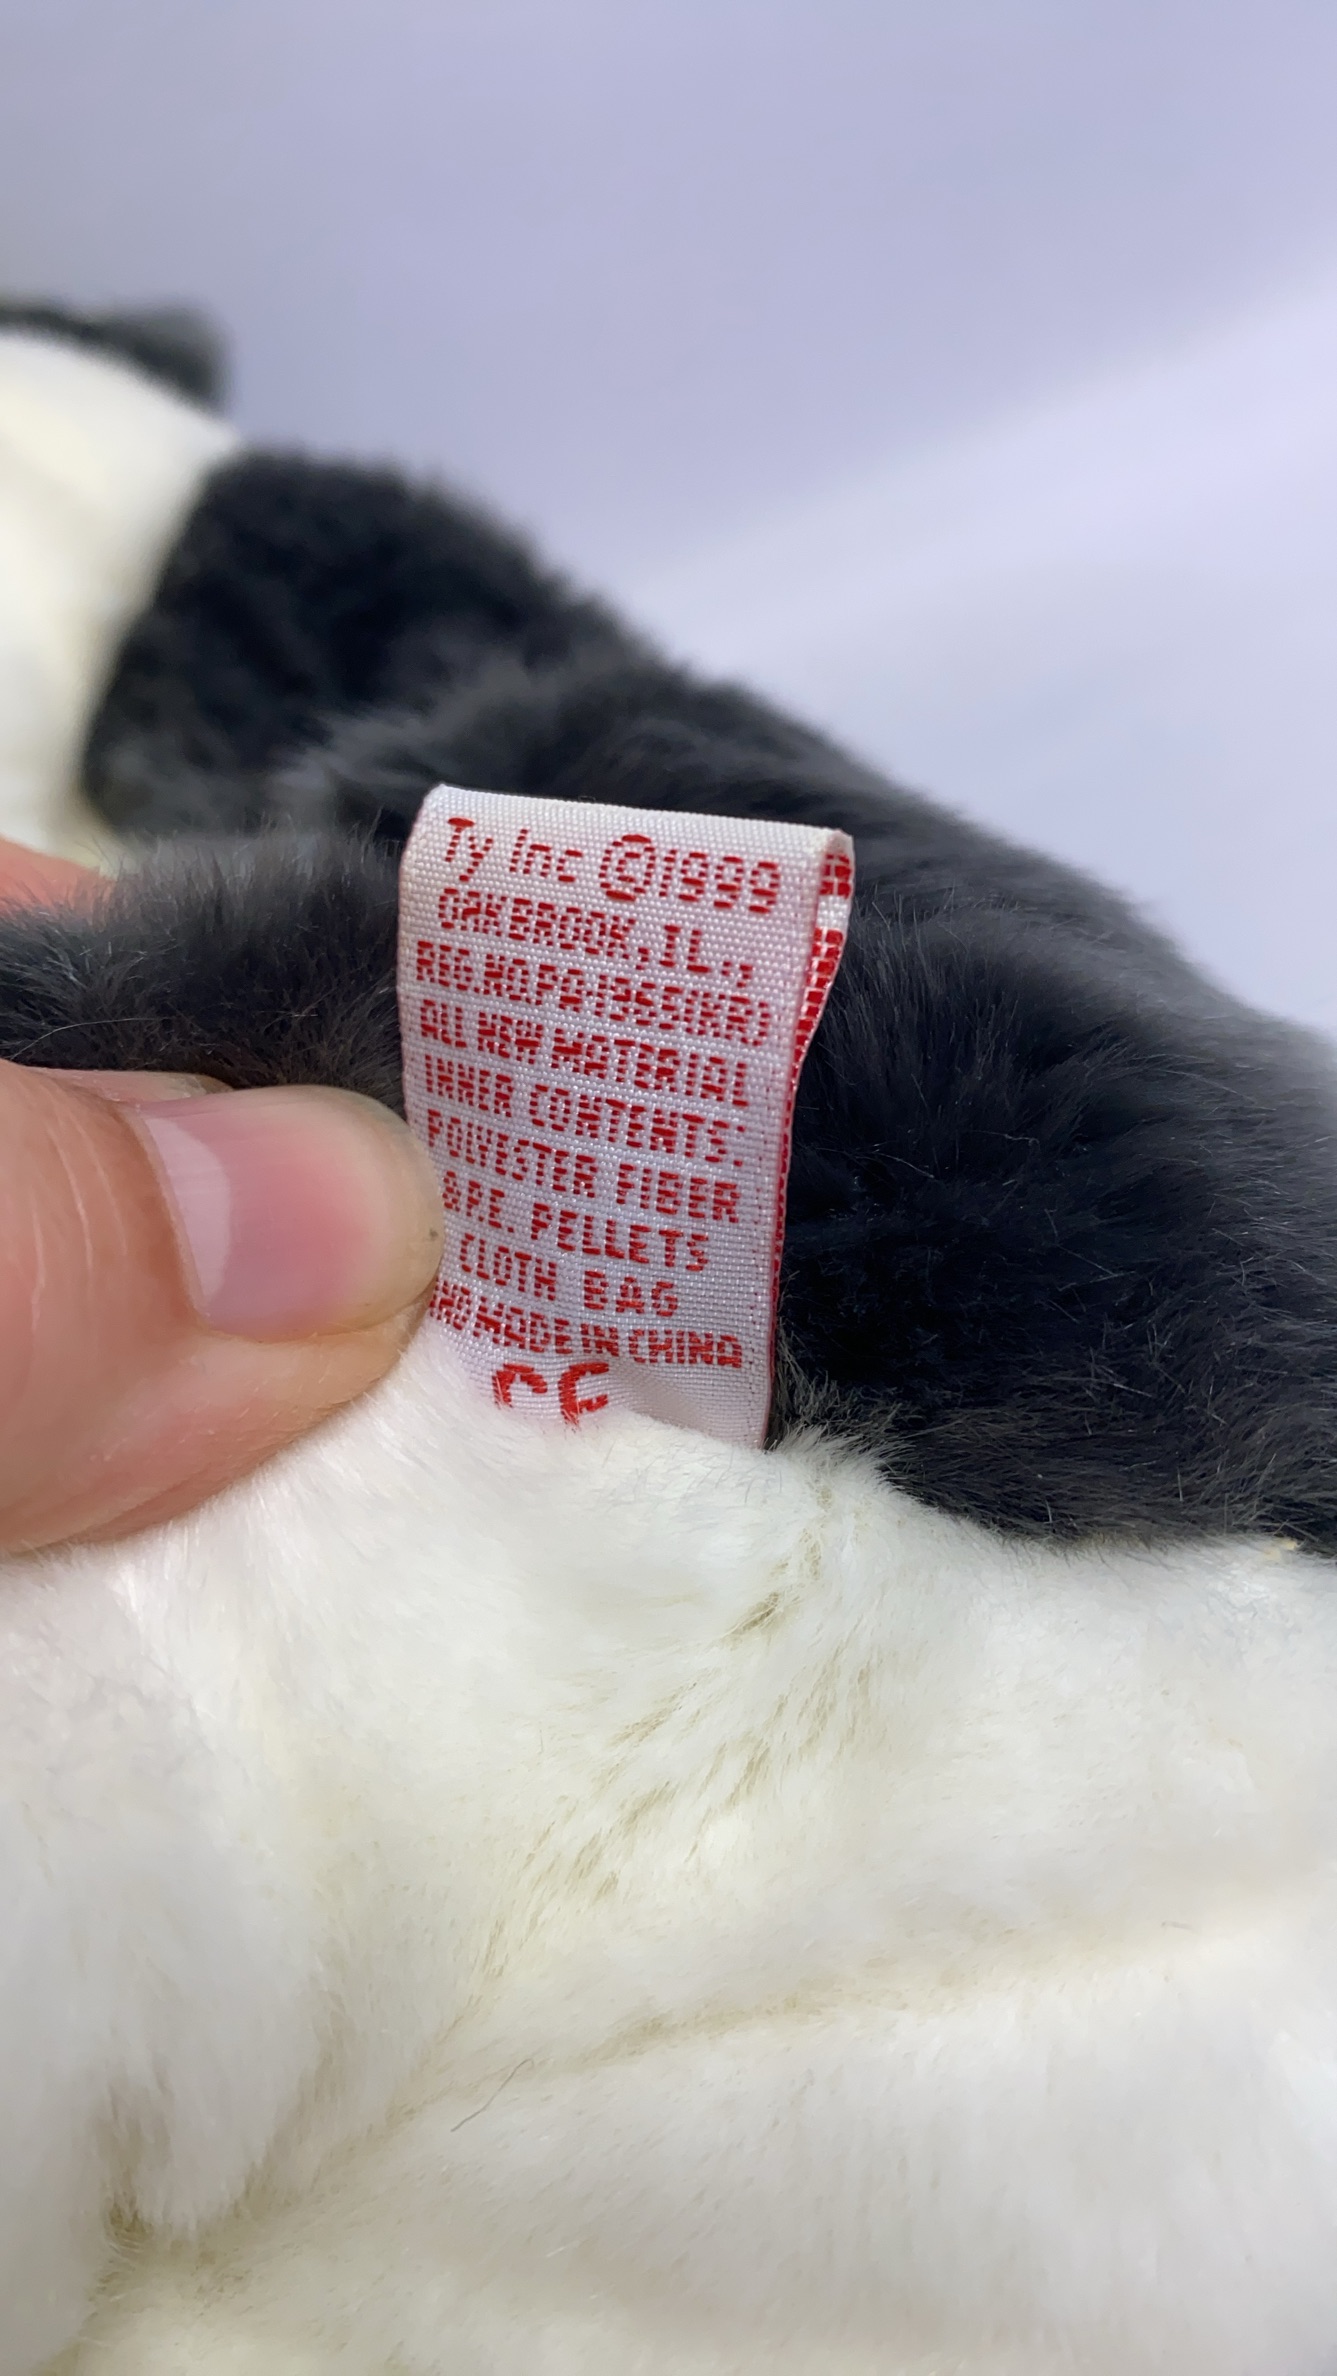 Ty Inc ©1999
OAKBROOK, IL.,
REG.NO.PA-1965(KR)
ALL NEW MATERIAL
INNER CONTENTS:
POLYESTER FIBER
&P.E. PELLETS
CLOTH BAG
MADE IN CHINA
CE